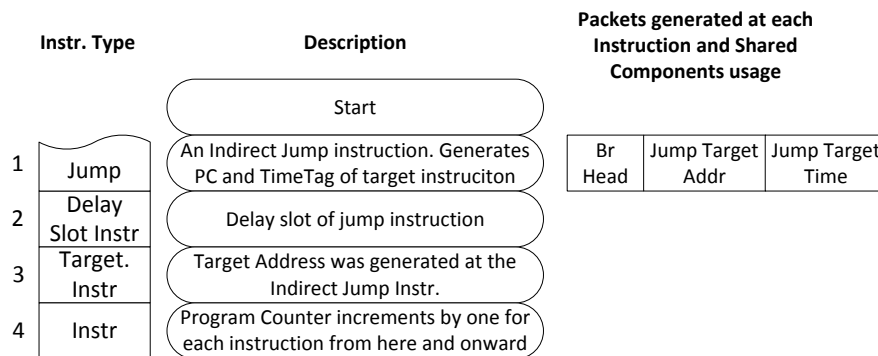 Instr. Type
Description
Packets generated at each
Instruction and Shared
Components usage
Start
1
Jump
An Indirect Jump instruction. Generates
PC and TimeTag of target instruciton
Br
Head
Jump Target
Addr
Jump Target
Time
2
Delay
Slot Instr
Delay slot of jump instruction
3
Target.
Instr
Target Address was generated at the
Indirect Jump Instr.
4
Instr
Program Counter increments by one for
each instruction from here and onward